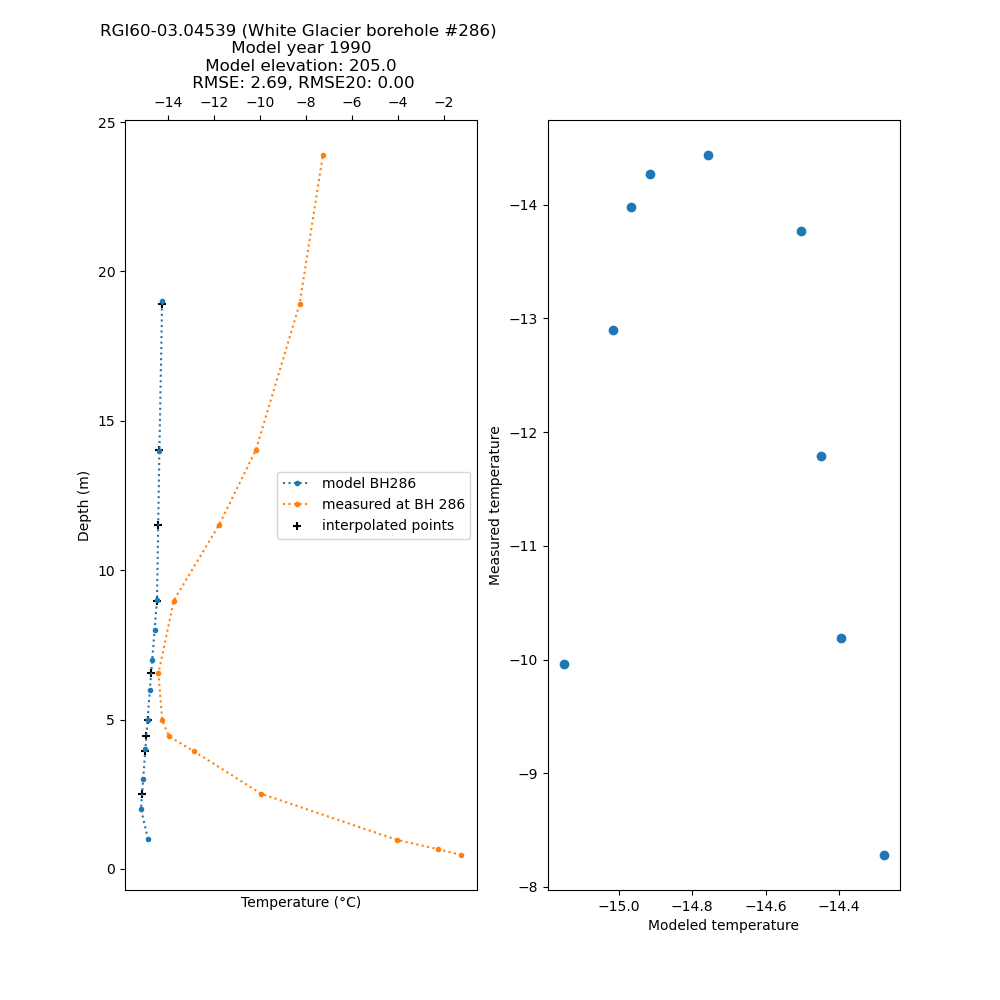 RGI60-03.04539 (White Glacier borehole #286)
Model year 1990
Model elevation: 205.0
RMSE: 2.69, RMSE20: 0.00
−14 −12 −10 −8 −6 −4 −2
25
20
15
10
5
0
Depth (m)
Temperature (°C)
model BH286
measured at BH 286
interpolated points
−14
−13
−12
−11
−10
−9
−8
Measured temperature
−15.0 −14.8 −14.6 −14.4
Modeled temperature